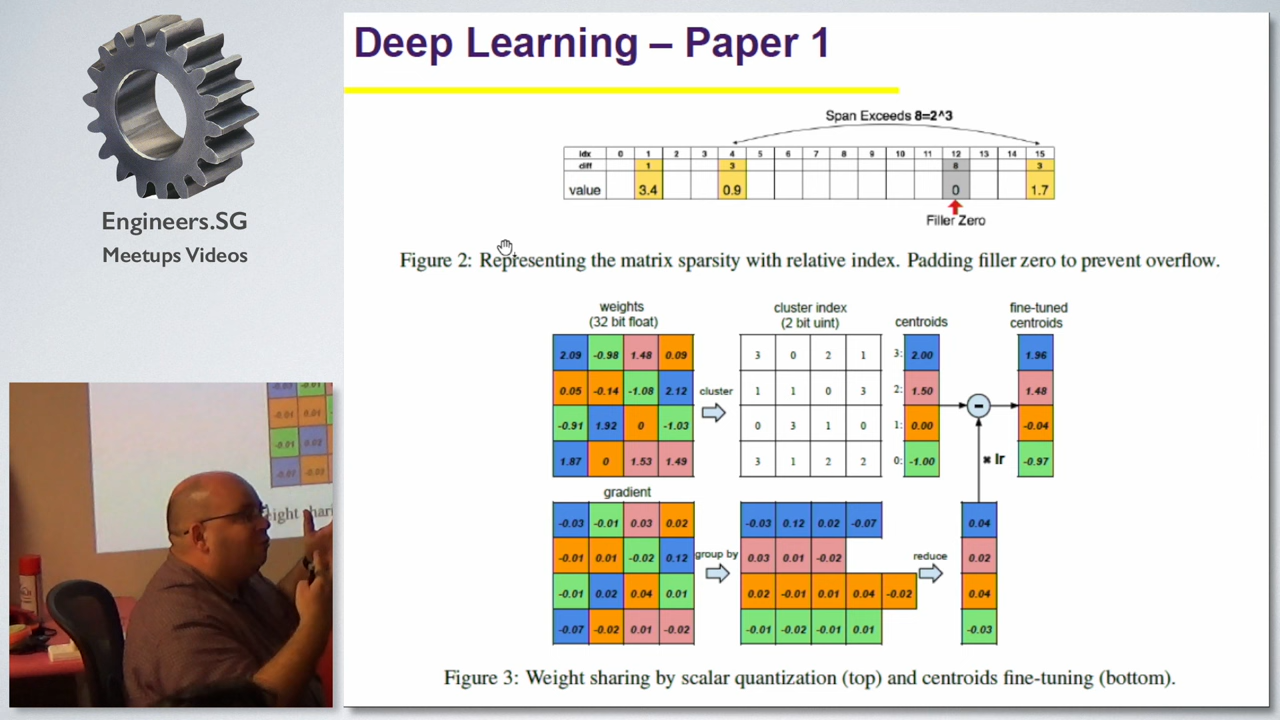 Engineers.SG
Meetups Videos
Deep Learning – Paper 1
Span Exceeds 8=2^3
Idx 0 1 2 3 4 5 6 7 8 9 10 11 12 13 14 15
diff 1 3 8 3
value 3.4 0.9 0 1.7
Filler Zero
Figure 2: Representing the matrix sparsity with relative index. Padding filler zero to prevent overflow.
weights
(32 bit float)
2.09 -0.98 1.48 0.09
0.05 -0.14 -1.08 2.12
-0.91 1.92 0 -1.03
1.87 0 1.53 1.49
cluster
cluster index
(2 bit uint)
3 0 2 1
1 1 0 3
0 3 1 0
3 1 2 2
centroids
3: 2.00
2: 1.50
1: 0.00
0: -1.00
fine-tuned
centroids
1.96
1.48
-0.04
-0.97
× lr
gradient
-0.03 -0.01 0.03 0.02
-0.01 0.01 -0.02 0.12
-0.01 0.02 0.04 0.01
-0.07 -0.02 0.01 -0.02
group by
-0.03 0.12 0.02 -0.07
0.03 0.01 -0.02
0.02 -0.01 0.01 0.04 -0.02
-0.01 -0.02 -0.01 0.01
reduce
0.04
0.02
0.04
-0.03
Figure 3: Weight sharing by scalar quantization (top) and centroids fine-tuning (bottom).